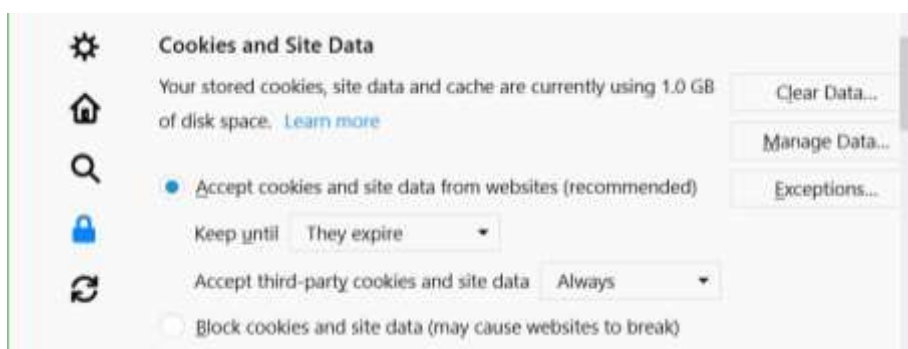 Cookies and Site Data
Your stored cookies, site data and cache are currently using 1.0 GB
of disk space. Learn more
Clear Data...
Manage Data...
Exceptions...
Accept cookies and site data from websites (recommended)
Keep until They expire
Accept third-party cookies and site data Always
Block cookies and site data (may cause websites to break)